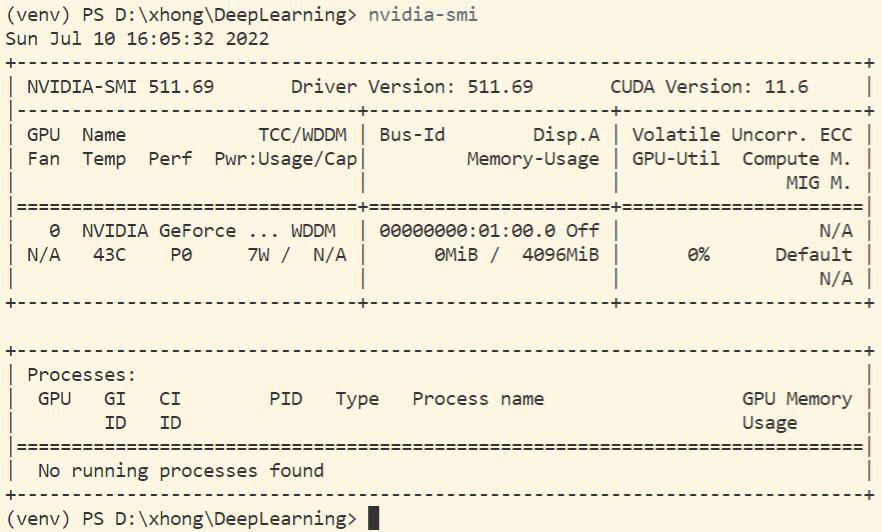 (venv) PS D:\xhong\DeepLearning> nvidia-smi
Sun Jul 10 16:05:32 2022
+-----------------------------------------------------------------------------+
| NVIDIA-SMI 511.69       Driver Version: 511.69       CUDA Version: 11.6     |
|-------------------------------+----------------------+----------------------+
| GPU  Name            TCC/WDDM | Bus-Id        Disp.A | Volatile Uncorr. ECC |
| Fan  Temp  Perf  Pwr:Usage/Cap|         Memory-Usage | GPU-Util  Compute M. |
|                               |                      |               MIG M. |
|===============================+======================+======================|
|   0  NVIDIA GeForce ... WDDM  | 00000000:01:00.0 Off |                  N/A |
| N/A   43C    P0     7W /  N/A |      0MiB /  4096MiB |      0%      Default |
|                               |                      |                  N/A |
+-------------------------------+----------------------+----------------------+

+-----------------------------------------------------------------------------+
| Processes:                                                                  |
|  GPU   GI   CI        PID   Type   Process name                  GPU Memory |
|        ID   ID                                                   Usage      |
|=============================================================================|
|  No running processes found                                                 |
+-----------------------------------------------------------------------------+
(venv) PS D:\xhong\DeepLearning>